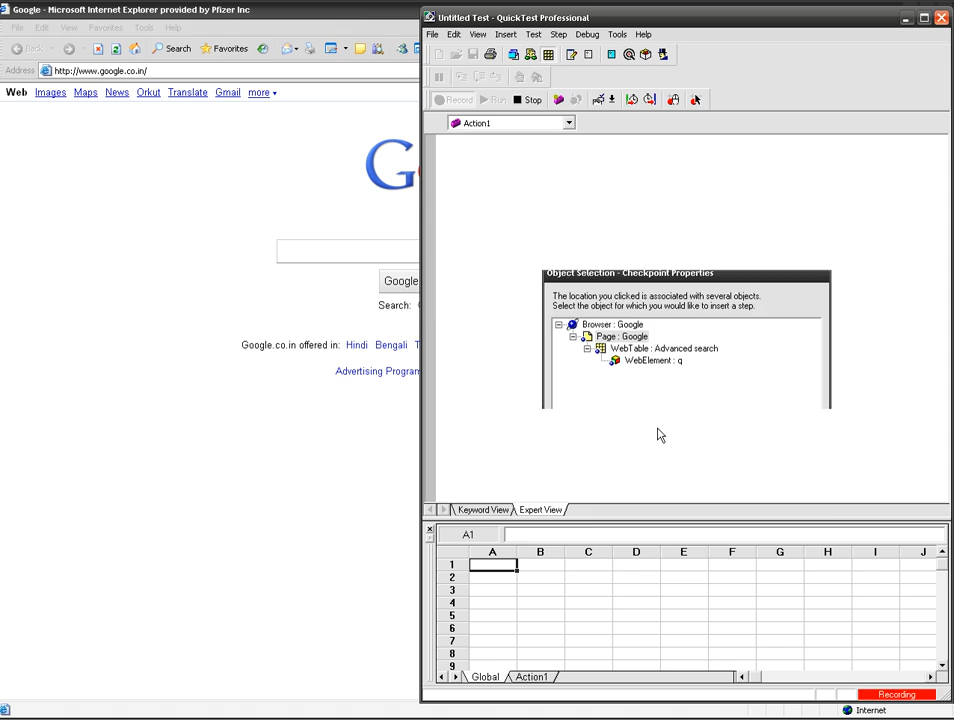 Google - Microsoft Internet Explorer provided by Pfizer Inc
File Edit View Favorites Tools Help
Back Search Favorites
Address http://www.google.co.in/
Web Images Maps News Orkut Translate Gmail more
G
Google
Search:
Google.co.in offered in: Hindi Bengali T
Advertising Program
Untitled Test - QuickTest Professional
File Edit View Insert Test Step Debug Tools Help
Record Run Stop
Action1
Object Selection - Checkpoint Properties
The location you clicked is associated with several objects.
Select the object for which you would like to insert a step.
Browser : Google
Page : Google
WebTable : Advanced search
WebElement : q
Keyword View Expert View
A1
A B C D E F G H I J
1
2
3
4
5
6
7
8
9
Global Action1
Recording
Internet